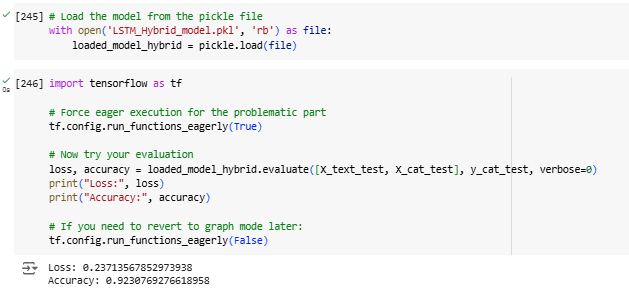 [245] # Load the model from the pickle file
with open('LSTM_Hybrid_model.pkl', 'rb') as file:
    loaded_model_hybrid = pickle.load(file)
[246] import tensorflow as tf
0s
# Force eager execution for the problematic part
tf.config.run_functions_eagerly(True)
# Now try your evaluation
loss, accuracy = loaded_model_hybrid.evaluate([X_text_test, X_cat_test], y_cat_test, verbose=0)
print("Loss:", loss)
print("Accuracy:", accuracy)
# If you need to revert to graph mode later:
tf.config.run_functions_eagerly(False)
Loss: 0.23713567852973938
Accuracy: 0.9230769276618958